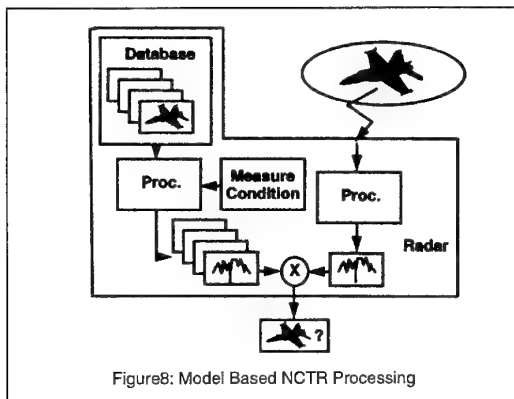 Database
Proc.
Measure
Condition
Proc.
Radar
X
?
Figure8: Model Based NCTR Processing